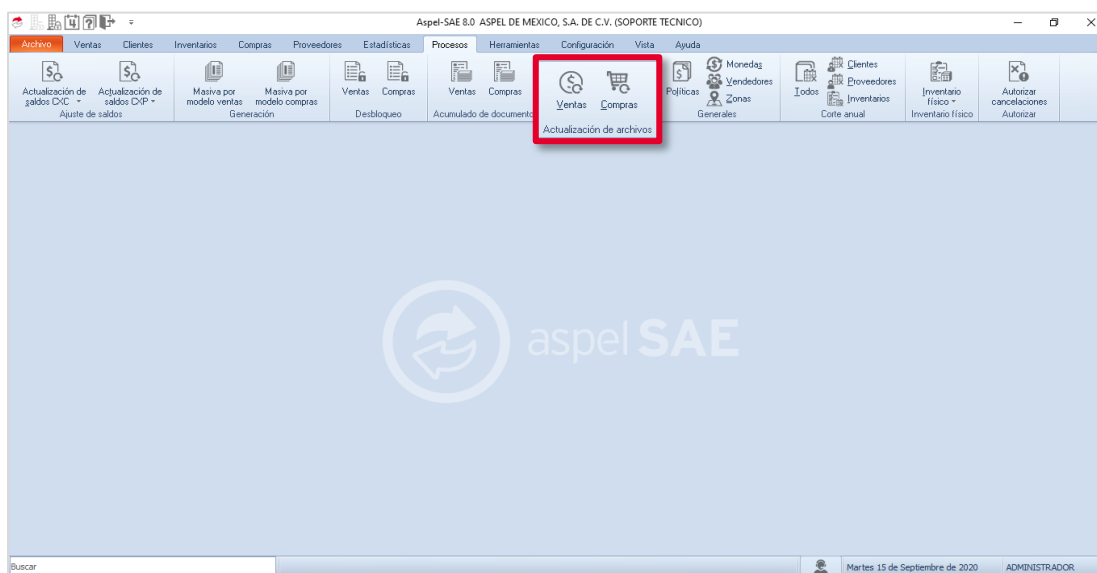 Aspel-SAE 8.0 ASPEL DE MEXICO, S.A. DE C.V. (SOPORTE TECNICO)
Archivo Ventas Clientes Inventarios Compras Proveedores Estadísticas Procesos Herramientas Configuración Vista Ayuda
Actualización de saldos CXC
Actualización de saldos CXP
Ajuste de saldos
Masiva por modelo ventas
Masiva por modelo compras
Generación
Ventas Compras
Desbloqueo
Ventas Compras
Acumulado de documento
Ventas Compras
Actualización de archivos
Políticas
Monedas
Vendedores
Zonas
Generales
Todos
Clientes
Proveedores
Inventarios
Corte anual
Inventario físico
Inventario físico
Autorizar cancelaciones
Autorizar
aspel SAE
Buscar
Martes 15 de Septiembre de 2020 ADMINISTRADOR